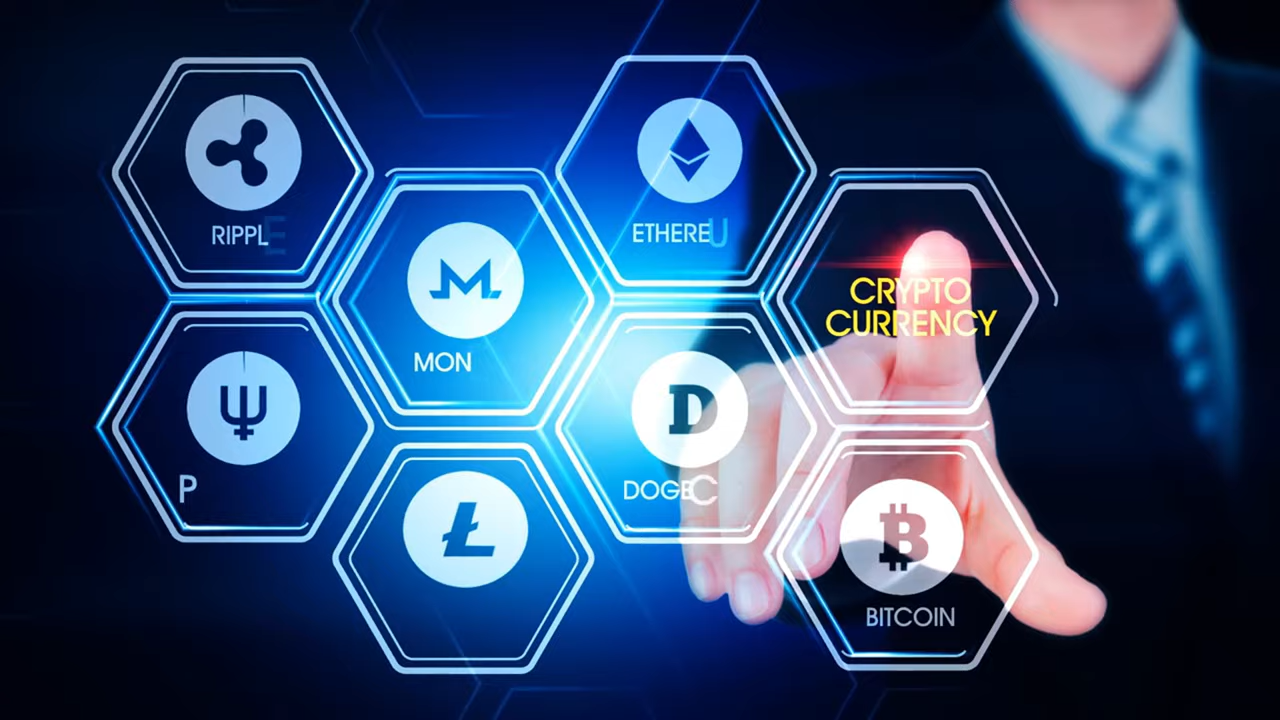 RIPPLE
ETHEREU
MON
CRYPTO
CURRENCY
P
DOGEC
BITCOIN